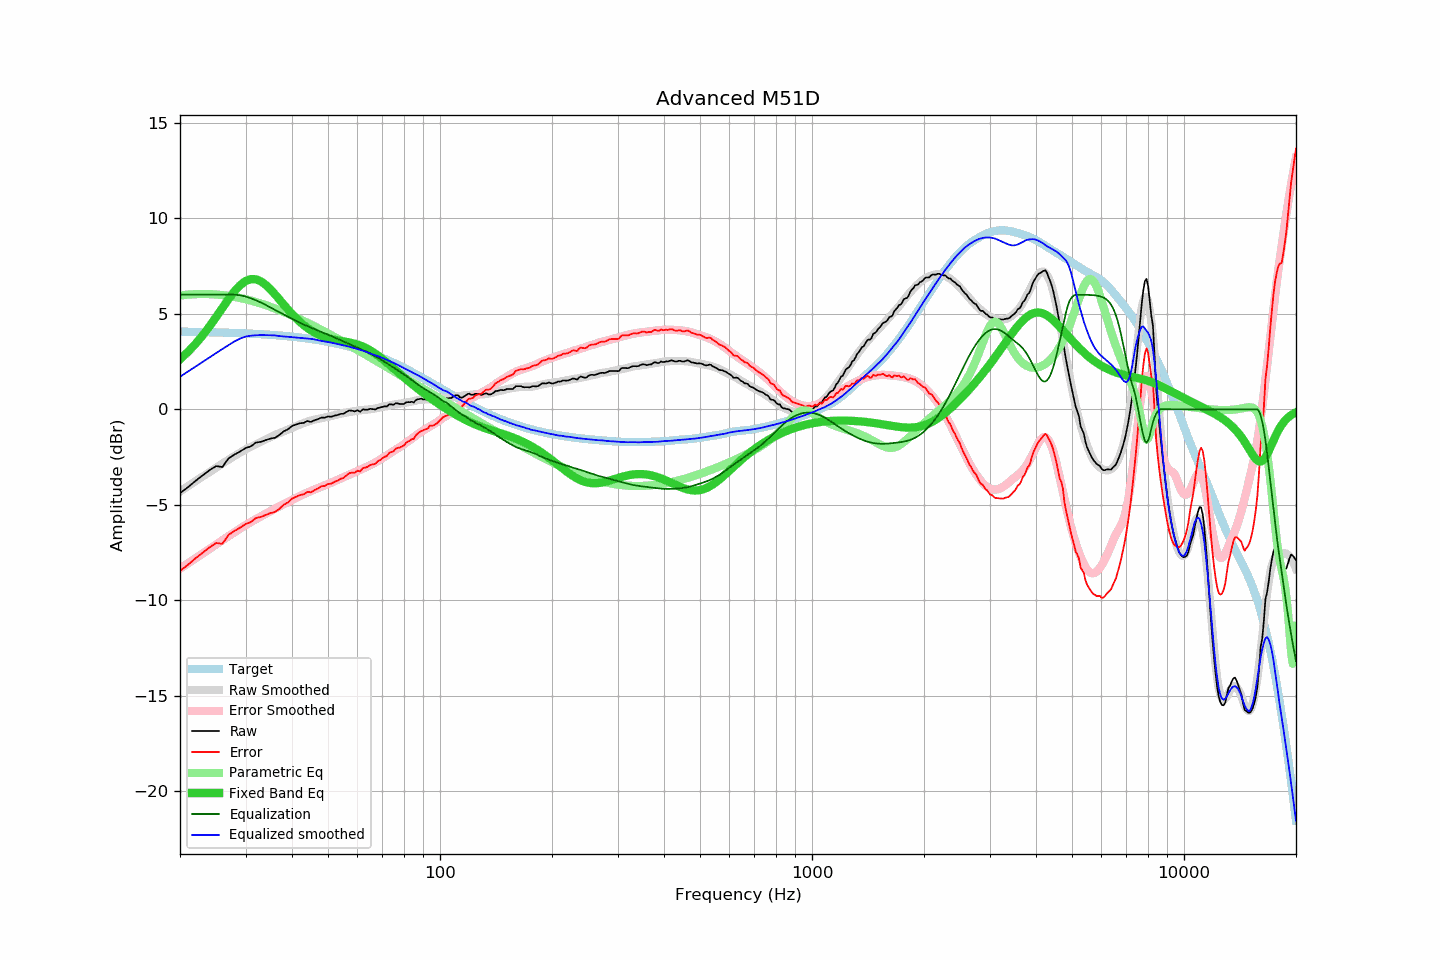 Advanced M51D
15
10
5
0
−5
−10
−15
−20
Amplitude (dBr)
Target
Raw Smoothed
Error Smoothed
Raw
Error
Parametric Eq
Fixed Band Eq
Equalization
Equalized smoothed
100
1000
10000
Frequency (Hz)